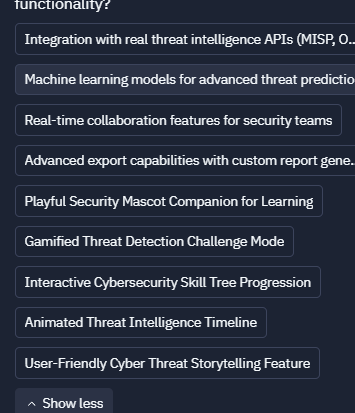 functionality?
Integration with real threat intelligence APIs (MISP, O..
Machine learning models for advanced threat predictio
Real-time collaboration features for security teams
Advanced export capabilities with custom report gene..
Playful Security Mascot Companion for Learning
Gamified Threat Detection Challenge Mode
Interactive Cybersecurity Skill Tree Progression
Animated Threat Intelligence Timeline
User-Friendly Cyber Threat Storytelling Feature
Show less